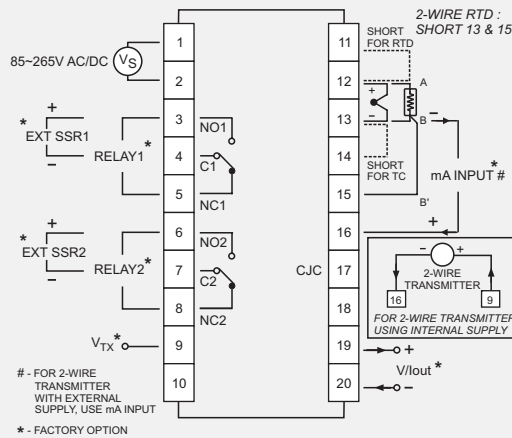 2-WIRE RTD :
SHORT 13 & 15
SHORT
FOR RTD
85~265V AC/DC
VS
1
2
3
4
5
6
7
8
9
10
11
12
13
14
15
16
17
18
19
20
+
* EXT SSR1
−
RELAY1 *
NO1
C1
NC1
+
* EXT SSR2
−
RELAY2 *
NO2
C2
NC2
VTX *
CJC
A
+
−
B
−
SHORT
FOR TC
B'
mA INPUT # *
+
− +
2-WIRE
TRANSMITTER
16 9
FOR 2-WIRE TRANSMITTER
USING INTERNAL SUPPLY
+
V/Iout *
−
# - FOR 2-WIRE
TRANSMITTER
WITH EXTERNAL
SUPPLY, USE mA INPUT
* - FACTORY OPTION